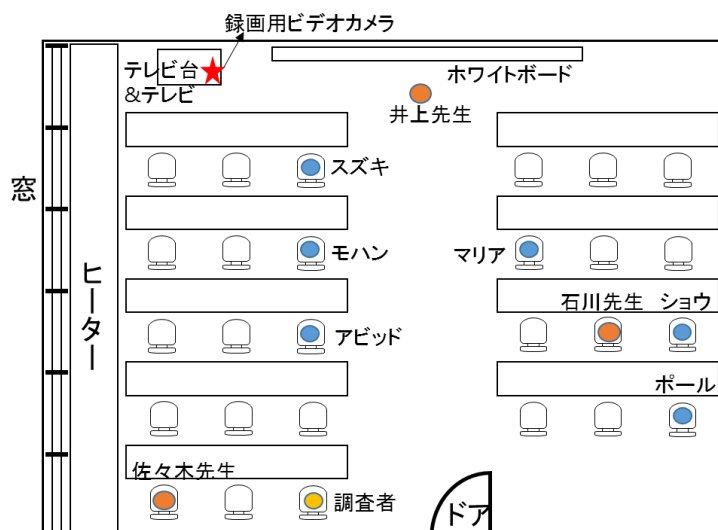 録画用ビデオカメラ
テレビ台
&テレビ
ホワイトボード
井上先生
窓
スズキ
ヒーター
モハン
マリア
石川先生
ショウ
アビッド
ポール
佐々木先生
調査者
ドア